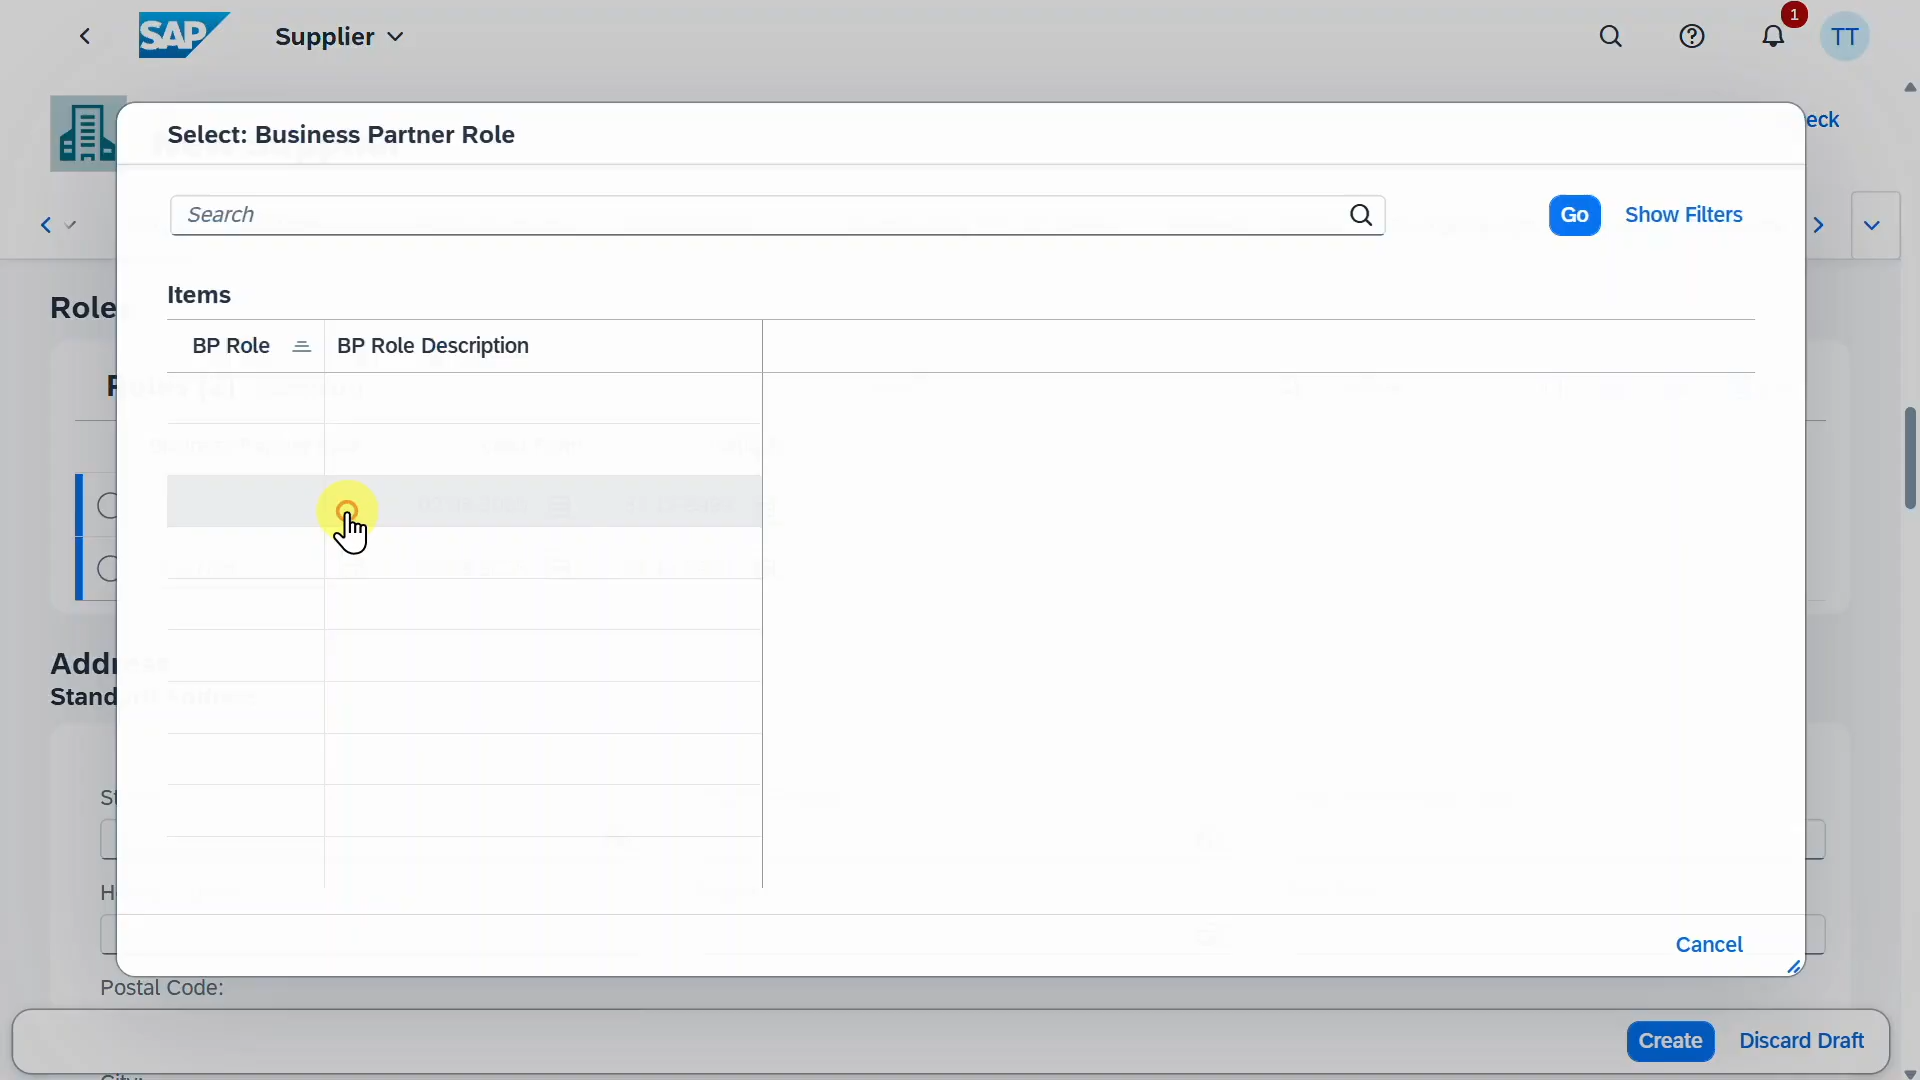 SAP
Supplier
1
TT
eck
Select: Business Partner Role
Search
Go
Show Filters
Items
BP Role
BP Role Description
Role
Addr
Stand
St
H
Postal Code:
Cancel
Create
Discard Draft
City: